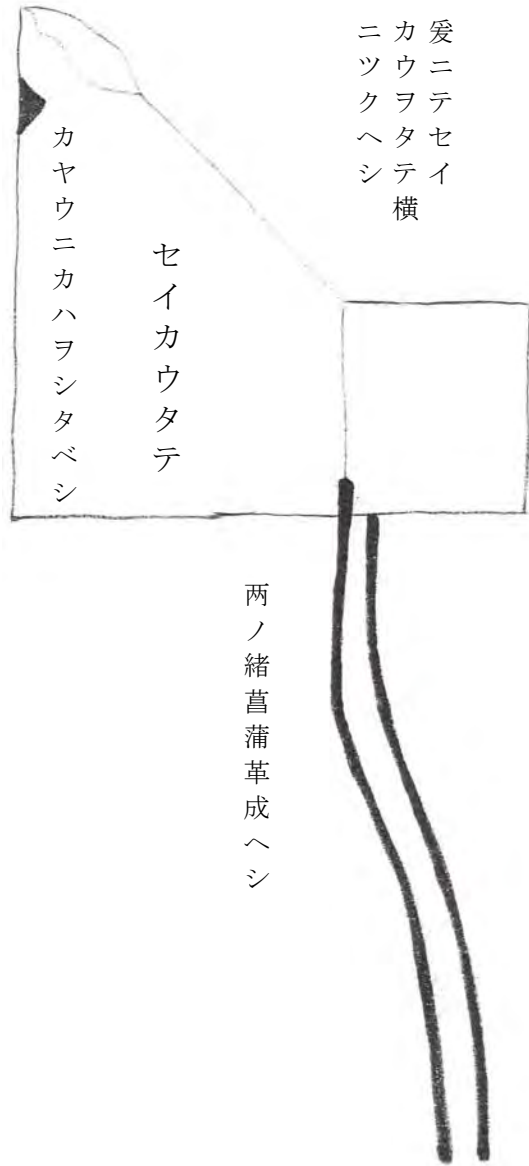 爰ニテセイ
カウヲタテ横
ニツクヘシ
セイカウタテ
カヤウニカハヲシタベシ
両ノ緒菖蒲革成ヘシ